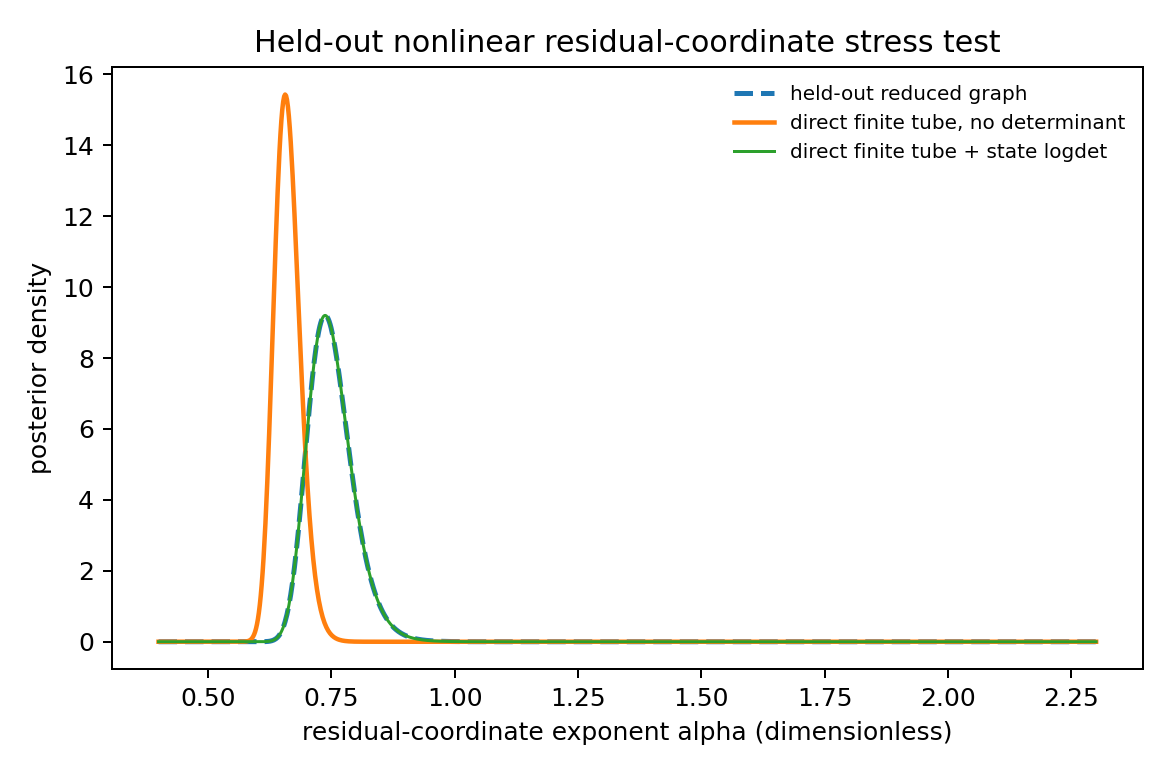 Held-out nonlinear residual-coordinate stress test
held-out reduced graph
direct finite tube, no determinant
direct finite tube + state logdet
posterior density
16
14
12
10
8
6
4
2
0
0.50 0.75 1.00 1.25 1.50 1.75 2.00 2.25
residual-coordinate exponent alpha (dimensionless)